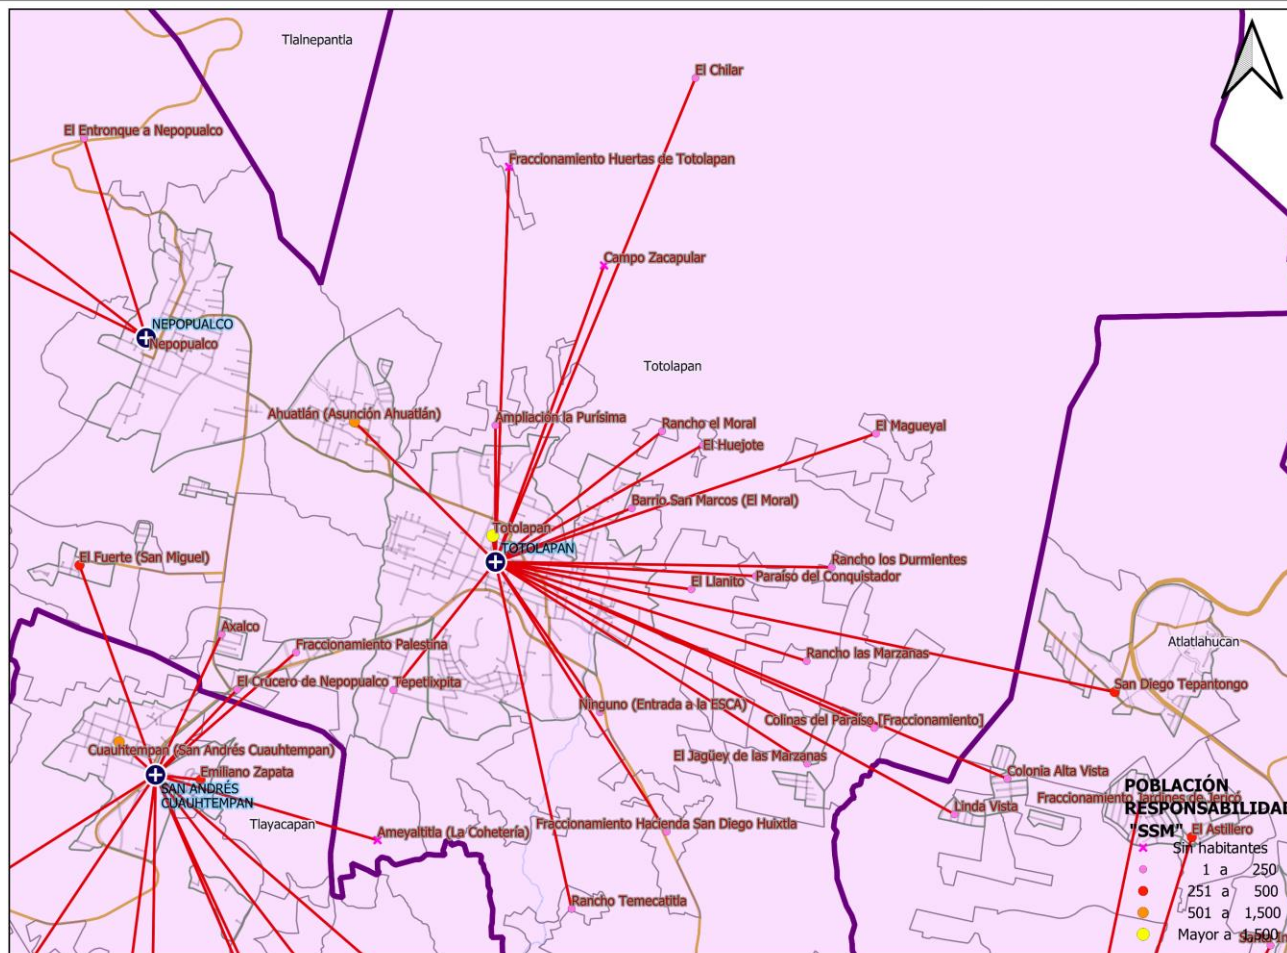 Tlalnepantla
El Chilar
El Entronque a Nepopualco
Fraccionamiento Huertas de Totolapan
Campo Zacapular
NEPOPUALCO
Nepopualco
Totolapan
Ahuatlán (Asunción Ahuatlán)
Ampliación la Purísima
Rancho el Moral
El Magueyal
El Huejote
Barrio San Marcos (El Moral)
Totolapan
TOTOLAPAN
El Fuerte (San Miguel)
Rancho los Durmientes
Paraíso del Conquistador
El Llanito
Axalco
Fraccionamiento Palestina
Atlatlahucan
Rancho las Marzanas
El Crucero de Nepopualco
Tepetlixpita
San Diego Tepantongo
Ninguno (Entrada a la ESCA)
Colinas del Paraíso [Fraccionamiento]
Cuauhtempan (San Andrés Cuauhtempan)
El Jagüey de las Marzanas
Emiliano Zapata
Colonia Alta Vista
SAN ANDRÉS
CUAUHTEMPAN
Fraccionamiento Jardines de Jericó
Linda Vista
Tlayacapan
Ameyaltitla (La Cohetería)
Fraccionamiento Hacienda San Diego Huixtla
El Astillero
Rancho Temecatitla
POBLACIÓN
RESPONSABILIDAD
"SSM"
Sin habitantes
1 a 250
251 a 500
501 a 1,500
Mayor a 1,500